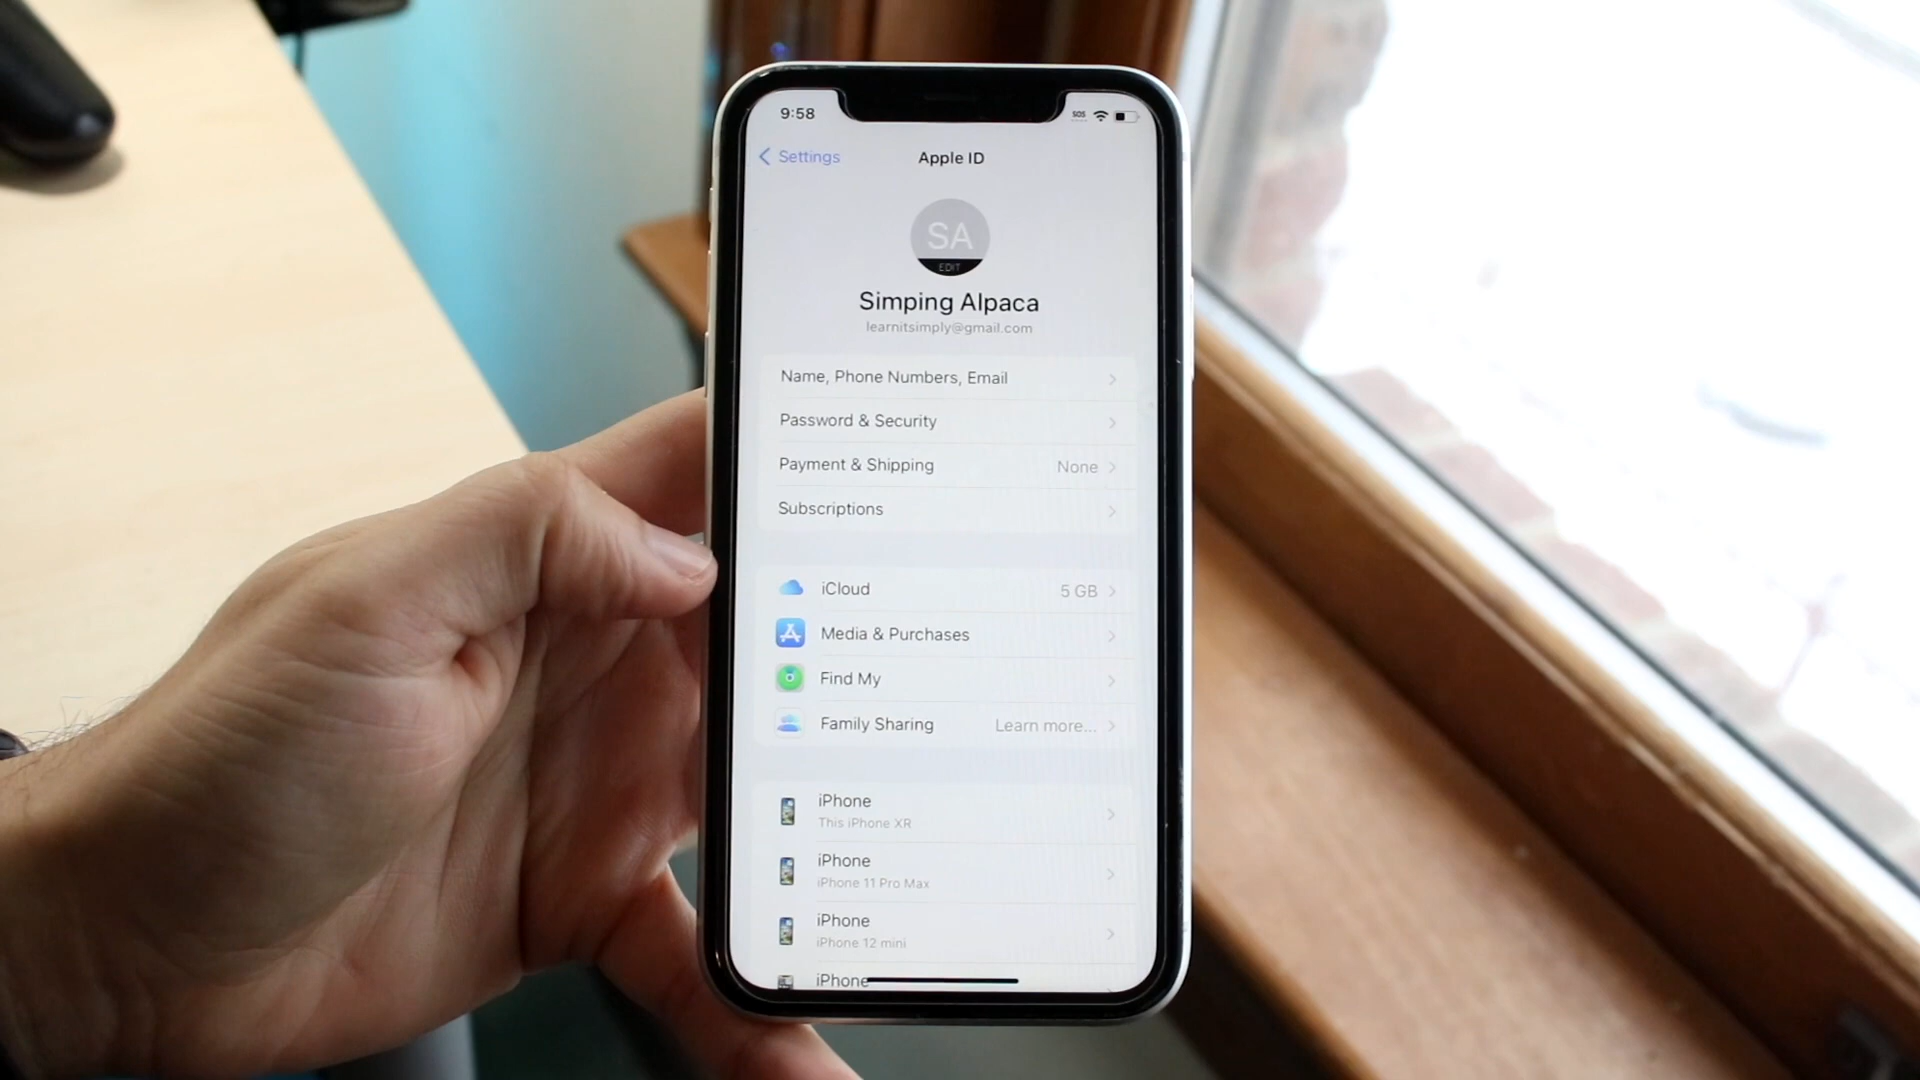 9:58
SOS
Settings
Apple ID
SA
EDIT
Simping Alpaca
learnitsimply@gmail.com
Name, Phone Numbers, Email
Password & Security
Payment & Shipping None
Subscriptions
iCloud 5 GB
Media & Purchases
Find My
Family Sharing Learn more...
iPhone
This iPhone XR
iPhone
iPhone 11 Pro Max
iPhone
iPhone 12 mini
iPhone